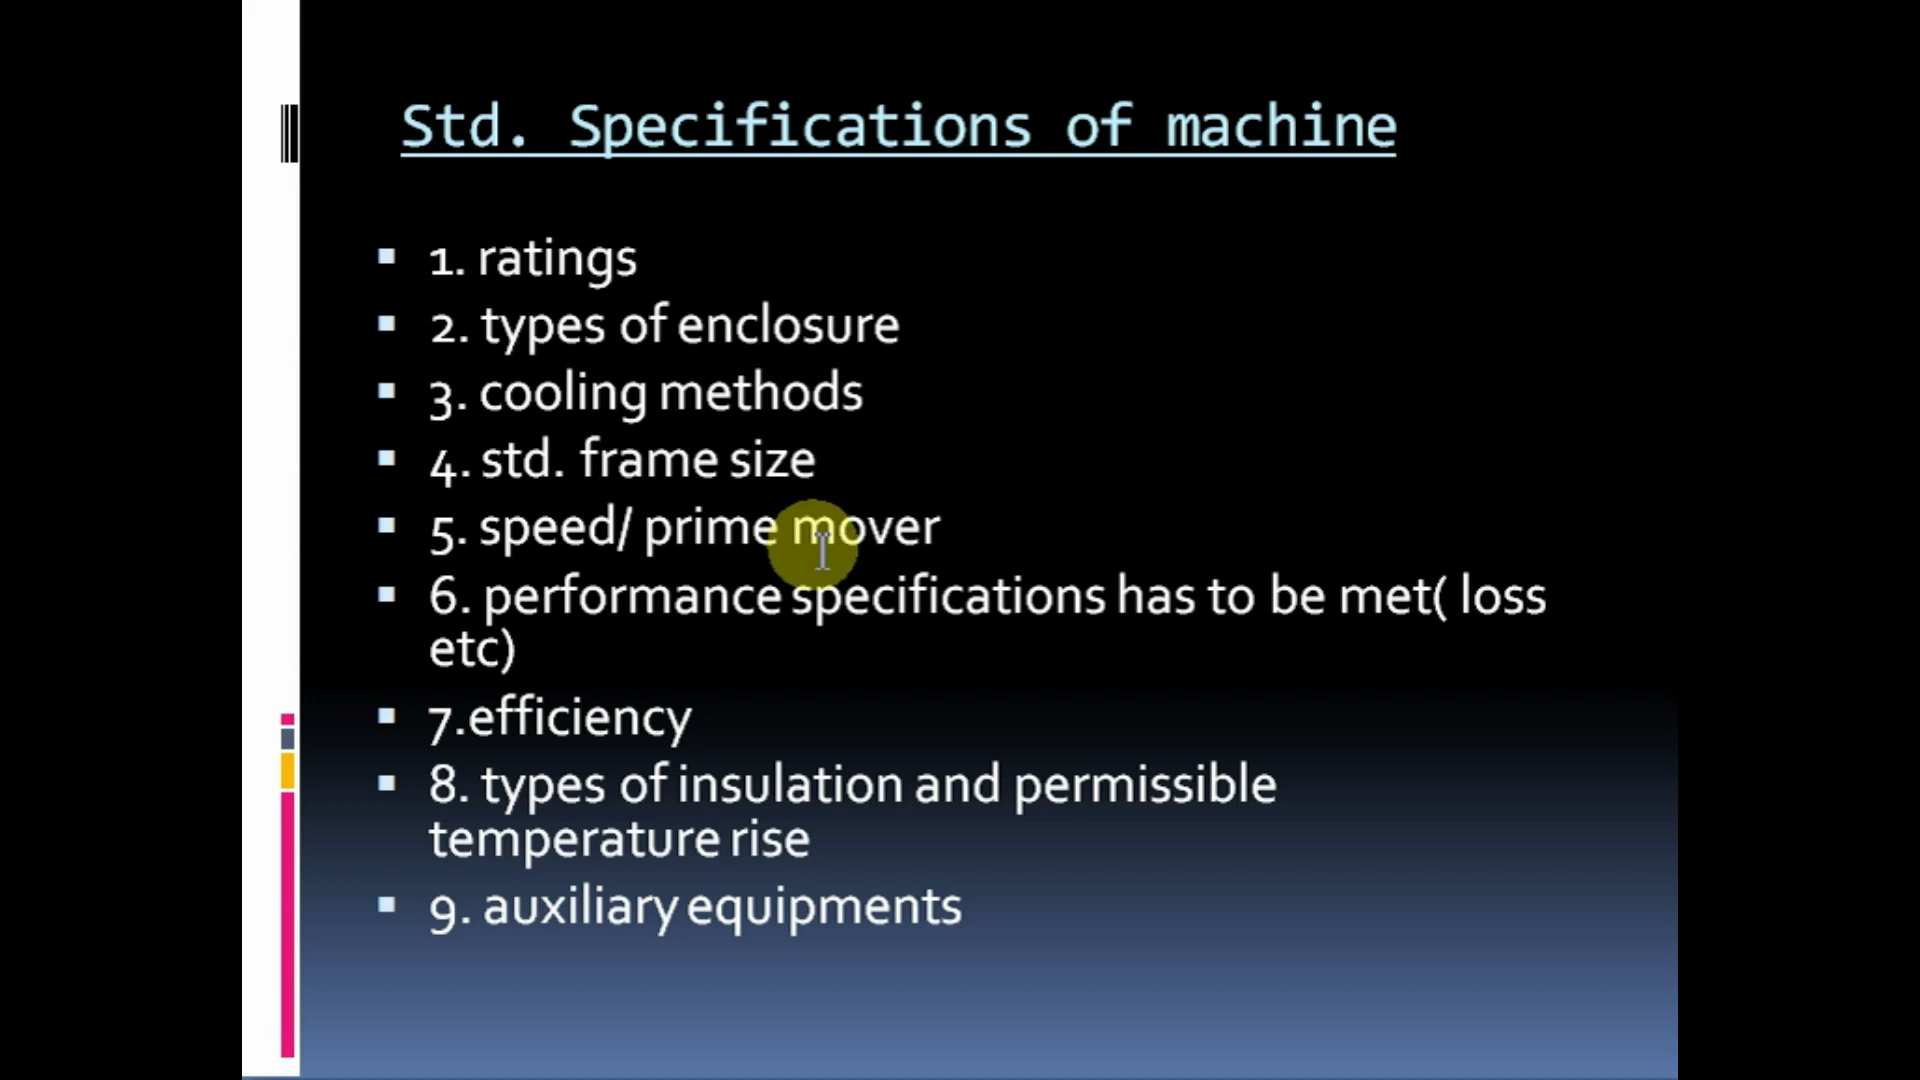 Std. Specifications of machine
1. ratings
2. types of enclosure
3. cooling methods
4. std. frame size
5. speed/ prime mover
6. performance specifications has to be met( loss
etc)
7.efficiency
8. types of insulation and permissible
temperature rise
9. auxiliary equipments